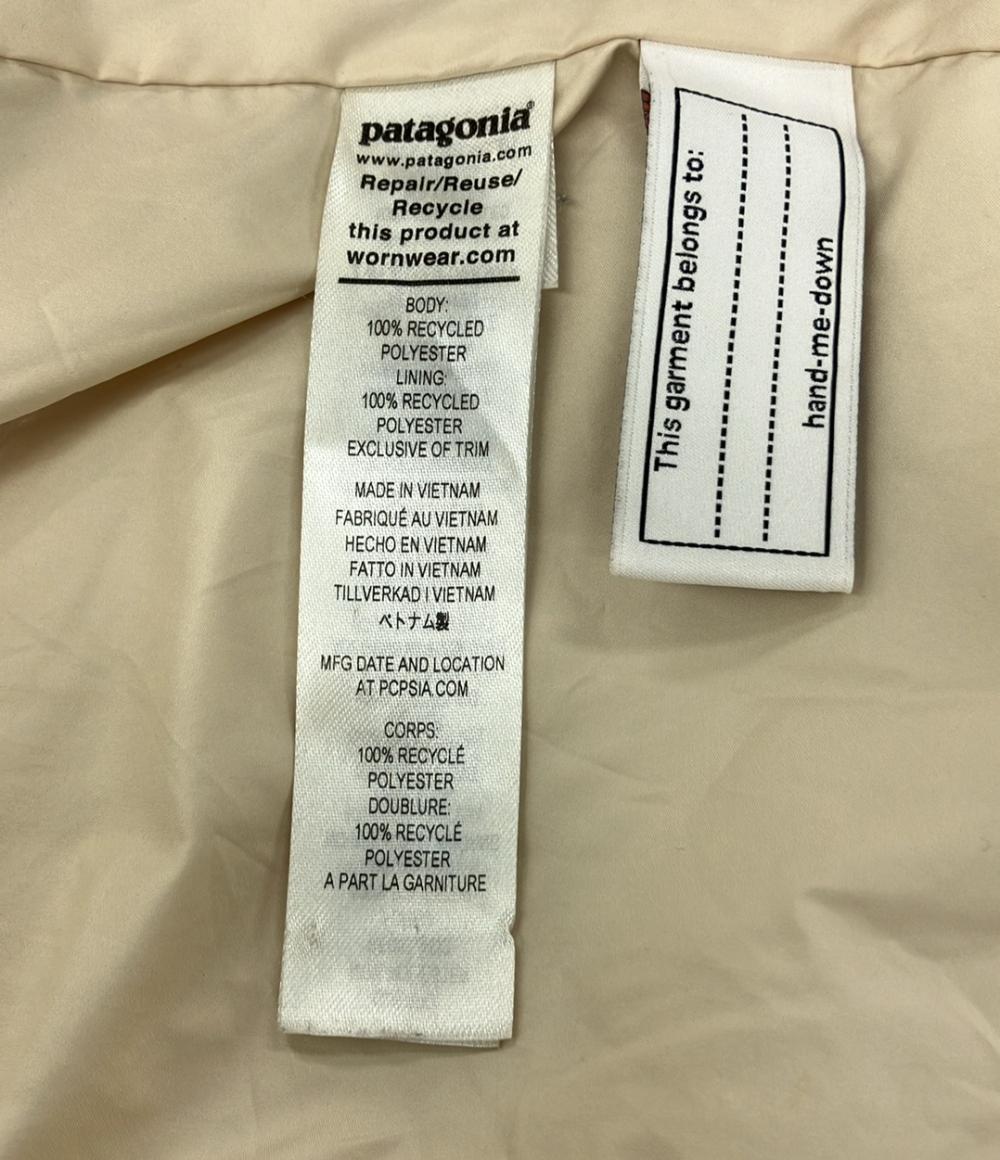 patagonia®
www.patagonia.com
Repair/Reuse/
Recycle
this product at
wornwear.com
BODY:
100% RECYCLED
POLYESTER
LINING:
100% RECYCLED
POLYESTER
EXCLUSIVE OF TRIM
MADE IN VIETNAM
FABRIQUÉ AU VIETNAM
HECHO EN VIETNAM
FATTO IN VIETNAM
TILLVERKAD I VIETNAM
ベトナム製
MFG DATE AND LOCATION
AT PCPSIA.COM
CORPS:
100% RECYCLÉ
POLYESTER
DOUBLURE:
100% RECYCLÉ
POLYESTER
A PART LA GARNITURE
This garment belongs to:
hand-me-down